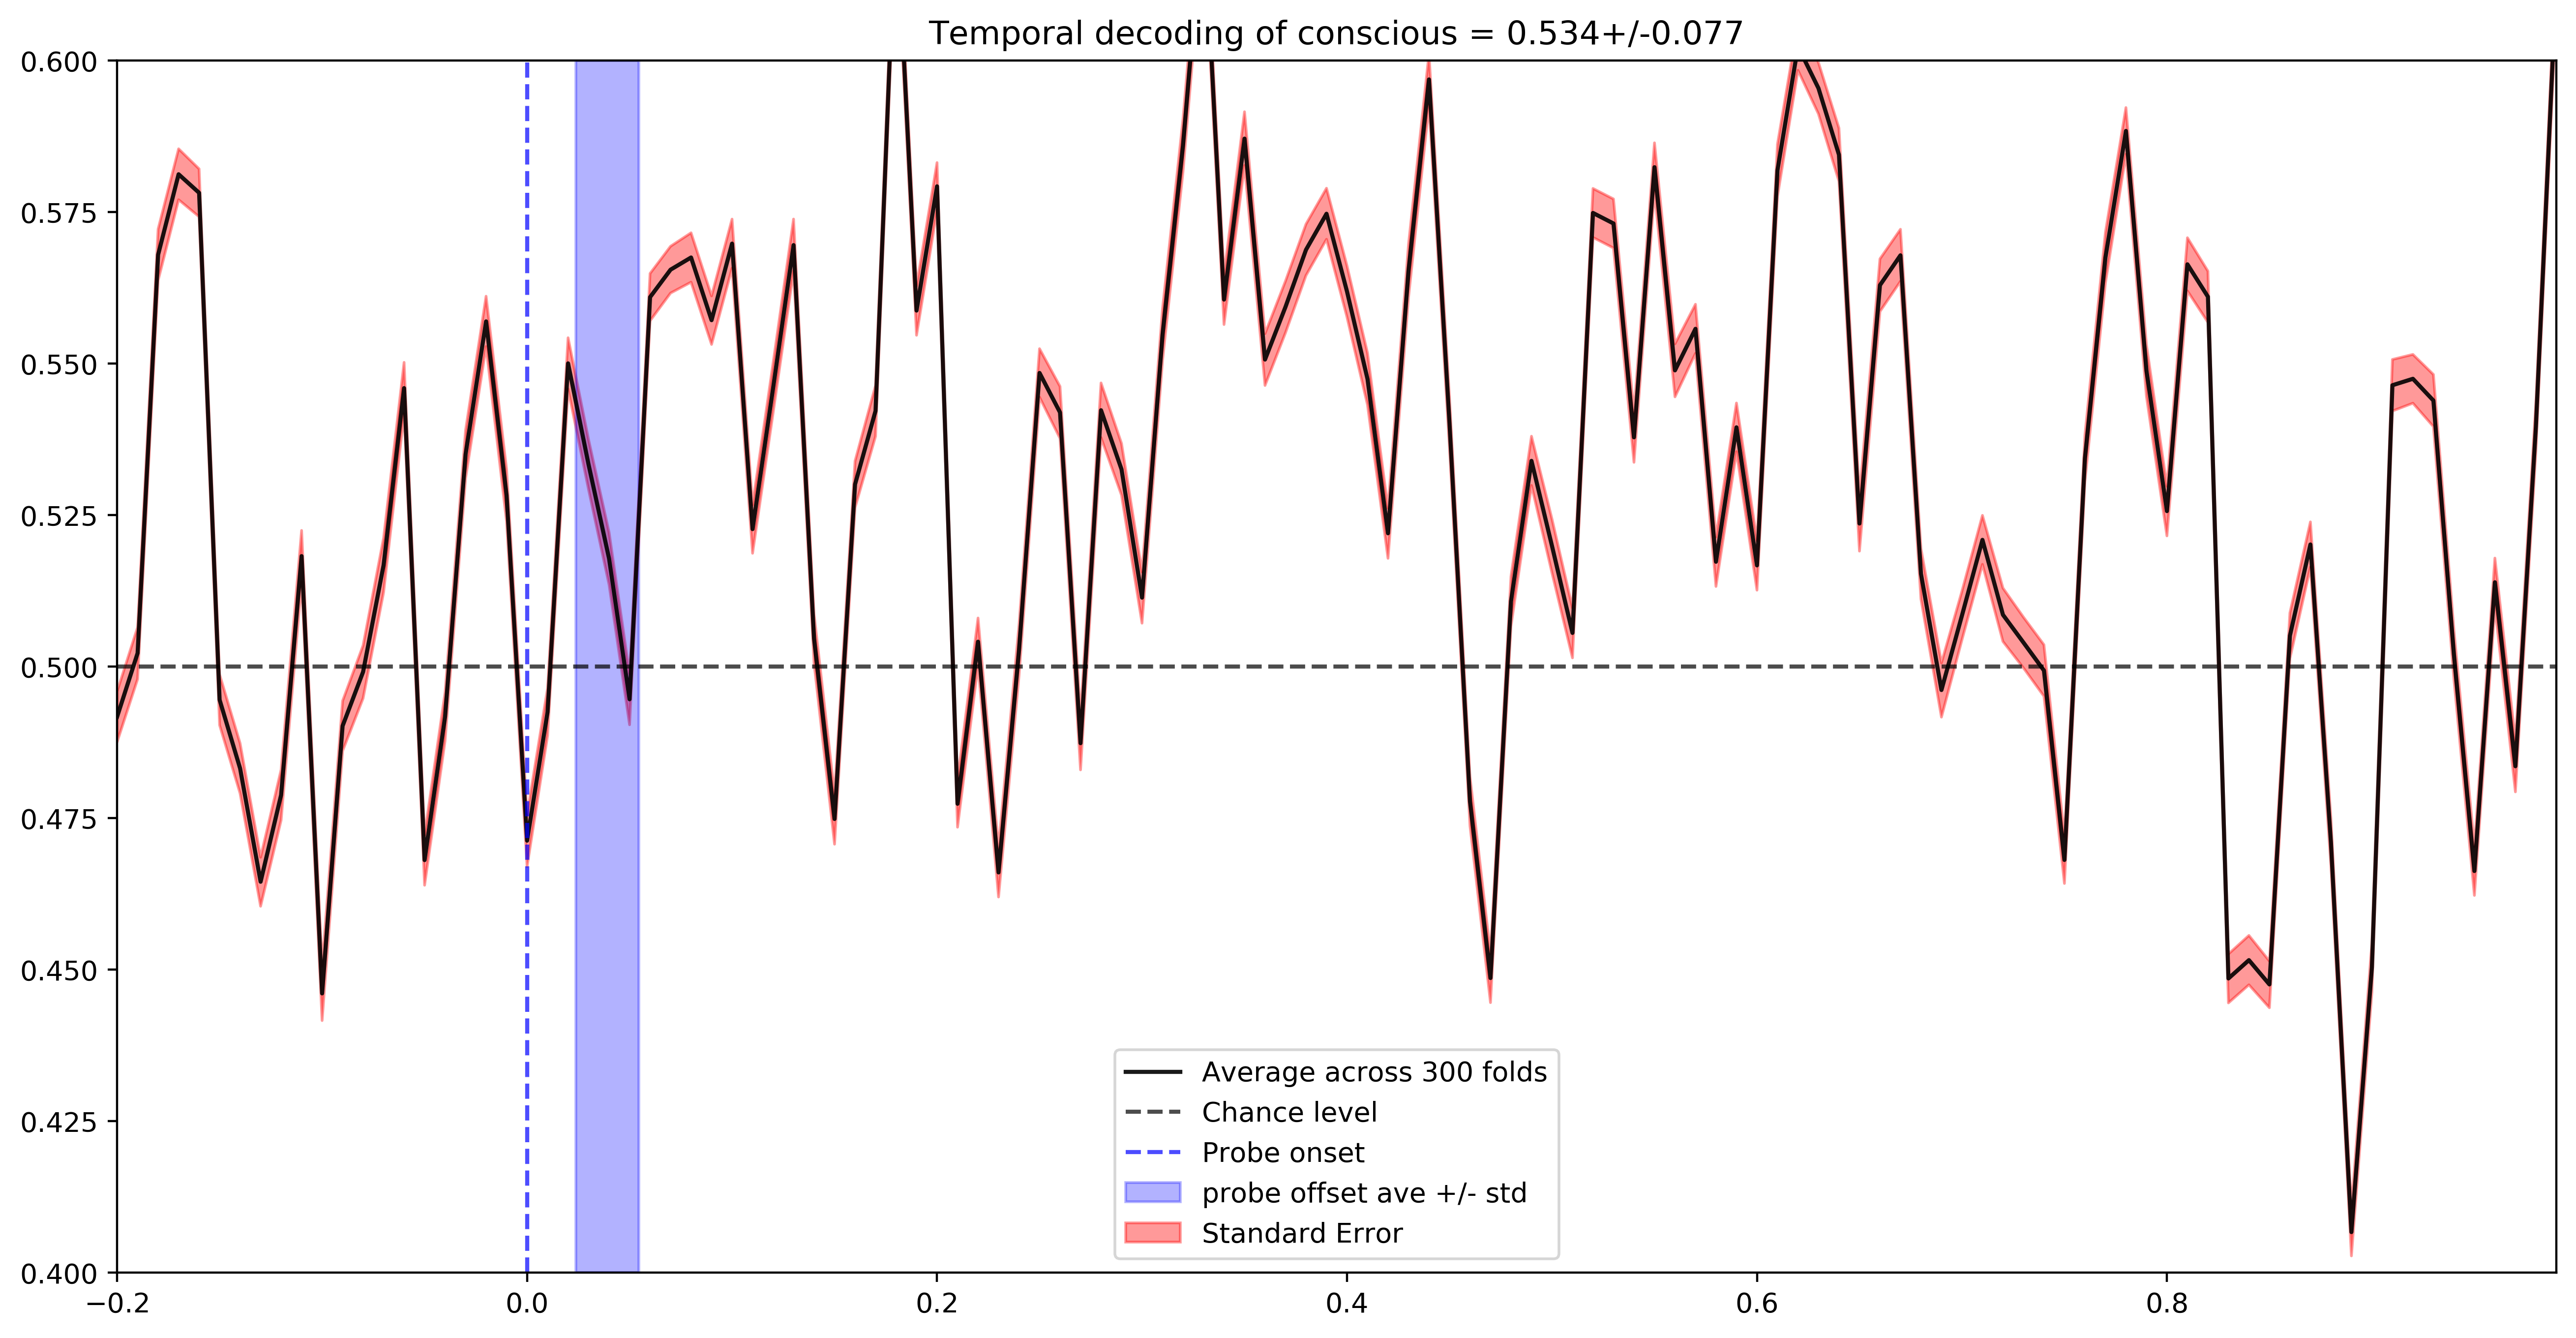 Temporal decoding of conscious = 0.534+/-0.077
0.600
0.575
0.550
0.525
0.500
0.475
0.450
0.425
0.400
Average across 300 folds
Chance level
Probe onset
probe offset ave +/- std
Standard Error
−0.2 0.0 0.2 0.4 0.6 0.8